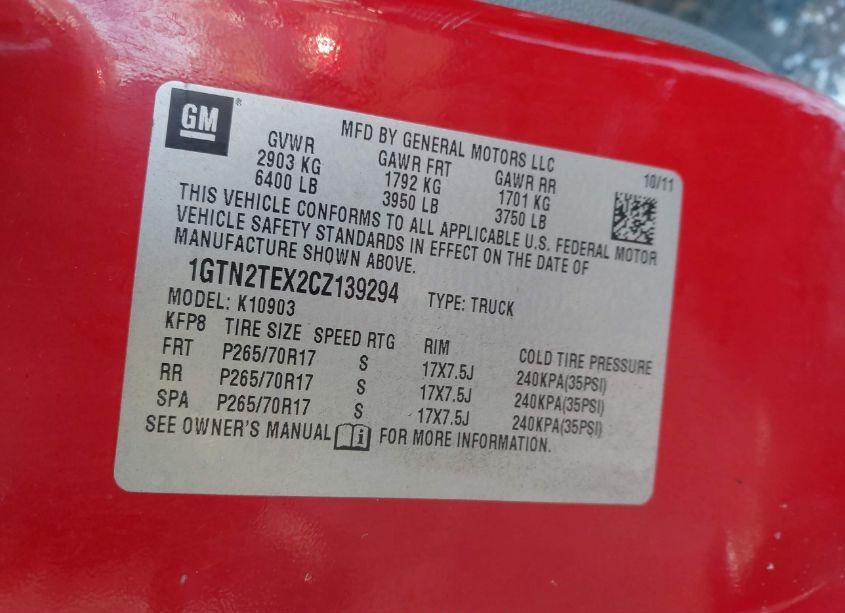 GM ®
MFD BY GENERAL MOTORS LLC
10/11
GVWR GAWR FRT GAWR RR
2903 KG 1792 KG 1701 KG
6400 LB 3950 LB 3750 LB
THIS VEHICLE CONFORMS TO ALL APPLICABLE U.S. FEDERAL MOTOR
VEHICLE SAFETY STANDARDS IN EFFECT ON THE DATE OF
MANUFACTURE SHOWN ABOVE.
1GTN2TEX2CZ139294 TYPE: TRUCK
MODEL: K10903
KFP8 TIRE SIZE SPEED RTG RIM COLD TIRE PRESSURE
FRT P265/70R17 S 17X7.5J 240KPA(35PSI)
RR P265/70R17 S 17X7.5J 240KPA(35PSI)
SPA P265/70R17 S 17X7.5J 240KPA(35PSI)
SEE OWNER'S MANUAL i FOR MORE INFORMATION.